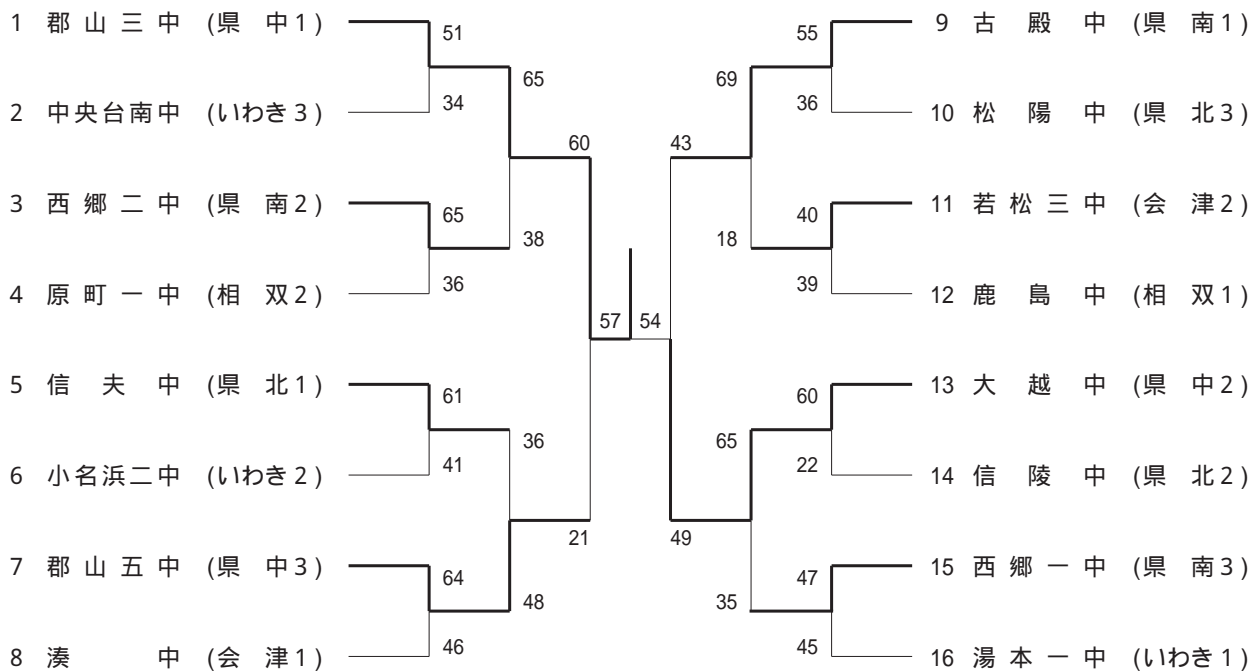 1 郡山三中 (県 中1)
51
65
34
2 中央台南中 (いわき3)
60
3 西郷二中 (県 南2)
65
38
36
4 原町一中 (相 双2)
57
5 信夫中 (県 北1)
61
36
41
6 小名浜二中 (いわき2)
21
7 郡山五中 (県 中3)
64
48
46
8 湊中 (会 津1)
55
9 古殿中 (県 南1)
69
36
10 松陽中 (県 北3)
43
40
11 若松三中 (会 津2)
18
39
12 鹿島中 (相 双1)
54
60
13 大越中 (県 中2)
65
22
14 信陵中 (県 北2)
49
47
15 西郷一中 (県 南3)
35
45
16 湯本一中 (いわき1)